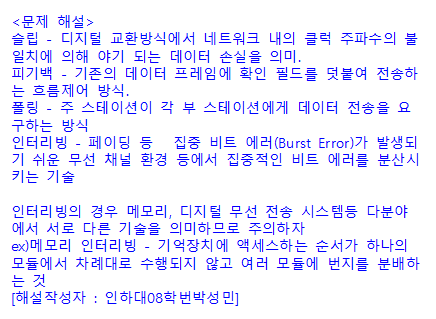 <문제 해설>
슬립 - 디지털 교환방식에서 네트워크 내의 클럭 주파수의 불
일치에 의해 야기 되는 데이터 손실을 의미.
피기백 - 기존의 데이터 프레임에 확인 필드를 덧붙여 전송하
는 흐름제어 방식.
폴링 - 주 스테이션이 각 부 스테이션에게 데이터 전송을 요
구하는 방식
인터리빙 - 페이딩 등  집중 비트 에러(Burst Error)가 발생되
기 쉬운 무선 채널 환경 등에서 집중적인 비트 에러를 분산시
키는 기술

인터리빙의 경우 메모리, 디지털 무선 전송 시스템등 다분야
에서 서로 다른 기술을 의미하므로 주의하자
ex)메모리 인터리빙 - 기억장치에 액세스하는 순서가 하나의
모듈에서 차례대로 수행되지 않고 여러 모듈에 번지를 분배하
는 것
[해설작성자 : 인하대08학번박성민]